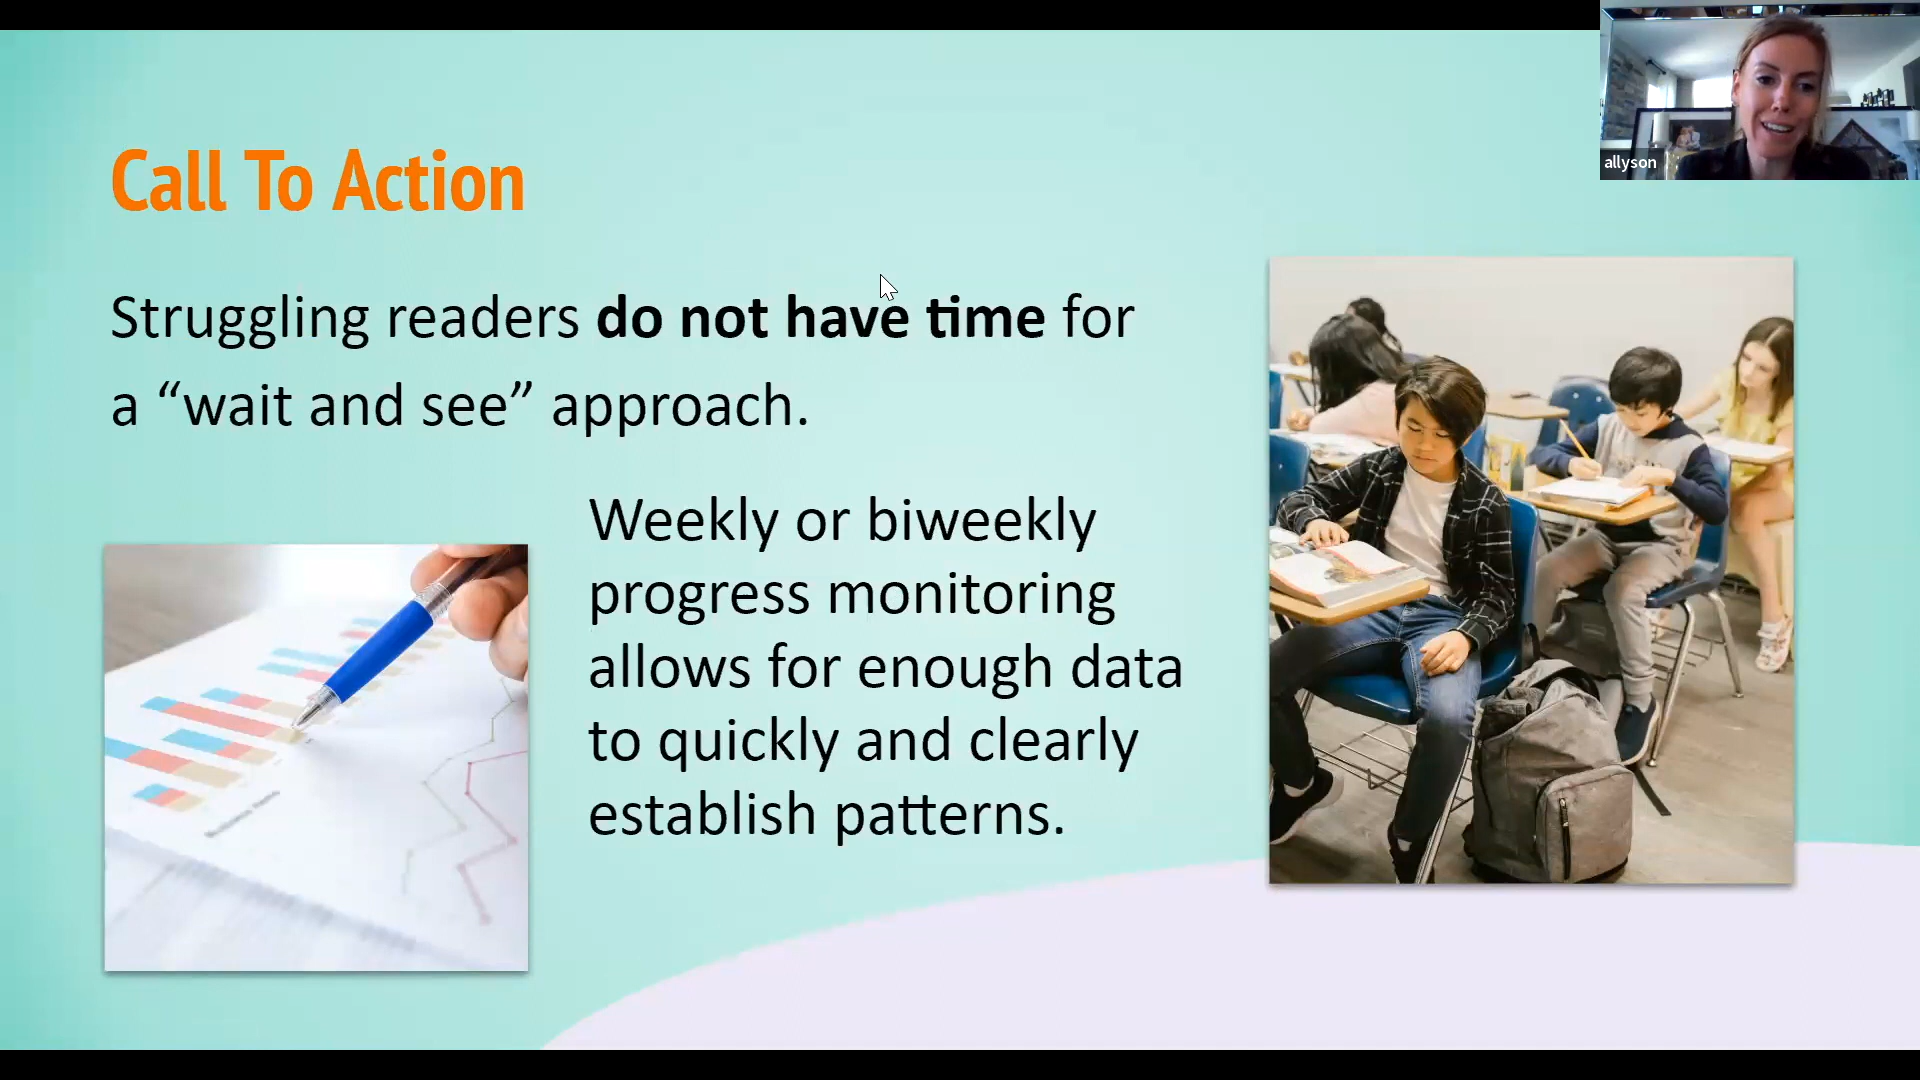 allyson
Call To Action
Struggling readers do not have time for
a “wait and see” approach.
Weekly or biweekly
progress monitoring
allows for enough data
to quickly and clearly
establish patterns.